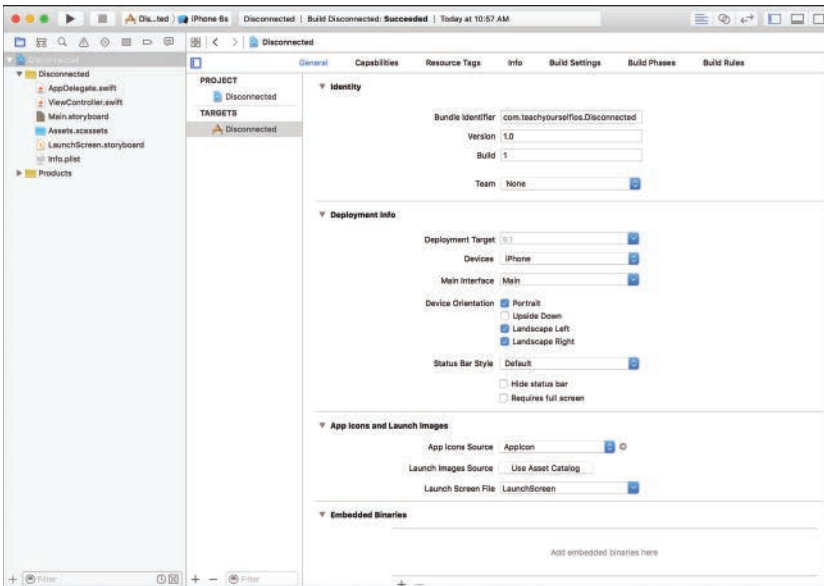 Dis...ted
iPhone 6s
Disconnected | Build Disconnected: Succeeded | Today at 10:57 AM
Disconnected
Disconnected
General
Capabilities
Resource Tags
Info
Build Settings
Build Phases
Build Rules
Disconnected
AppDelegate.swift
ViewController.swift
Main.storyboard
Assets.xcassets
LaunchScreen.storyboard
Info.plist
Products
PROJECT
Disconnected
TARGETS
Disconnected
Identity
Bundle Identifier com.teachyourselfios.Disconnected
Version 1.0
Build 1
Team None
Deployment Info
Deployment Target 9.1
Devices iPhone
Main Interface Main
Device Orientation Portrait
Upside Down
Landscape Left
Landscape Right
Status Bar Style Default
Hide status bar
Requires full screen
App Icons and Launch Images
App Icons Source AppIcon
Launch Images Source Use Asset Catalog
Launch Screen File LaunchScreen
Embedded Binaries
Add embedded binaries here
Filter
Filter